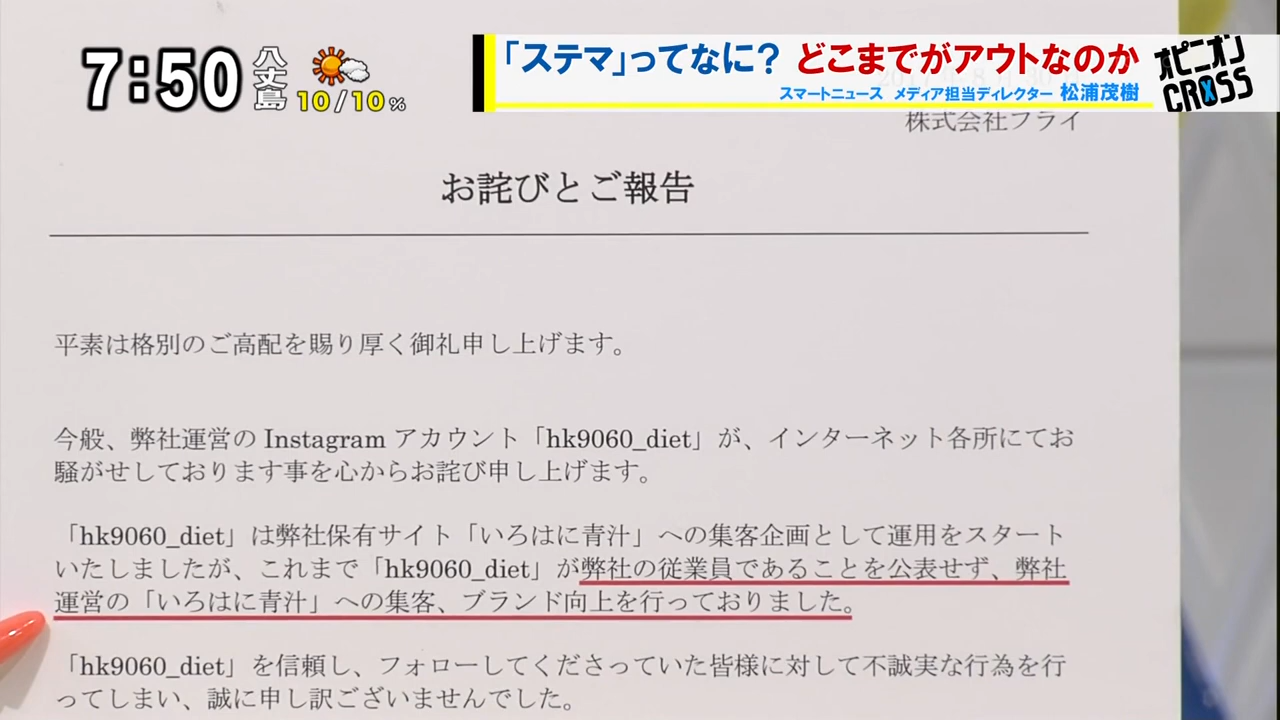 7:50
八丈島
10/10%
「ステマ」ってなに? どこまでがアウトなのか
スマートニュース メディア担当ディレクター 松浦茂樹
オピニオン
CROSS
株式会社フライ
お詫びとご報告
平素は格別のご高配を賜り厚く御礼申し上げます。
今般、弊社運営の Instagram アカウント「hk9060_diet」が、インターネット各所にてお
騒がせしております事を心からお詫び申し上げます。
「hk9060_diet」は弊社保有サイト「いろはに青汁」への集客企画として運用をスタート
いたしましたが、これまで「hk9060_diet」が弊社の従業員であることを公表せず、弊社
運営の「いろはに青汁」への集客、ブランド向上を行っておりました。
「hk9060_diet」を信頼し、フォローしてくださっていた皆様に対して不誠実な行為を行
ってしまい、誠に申し訳ございませんでした。